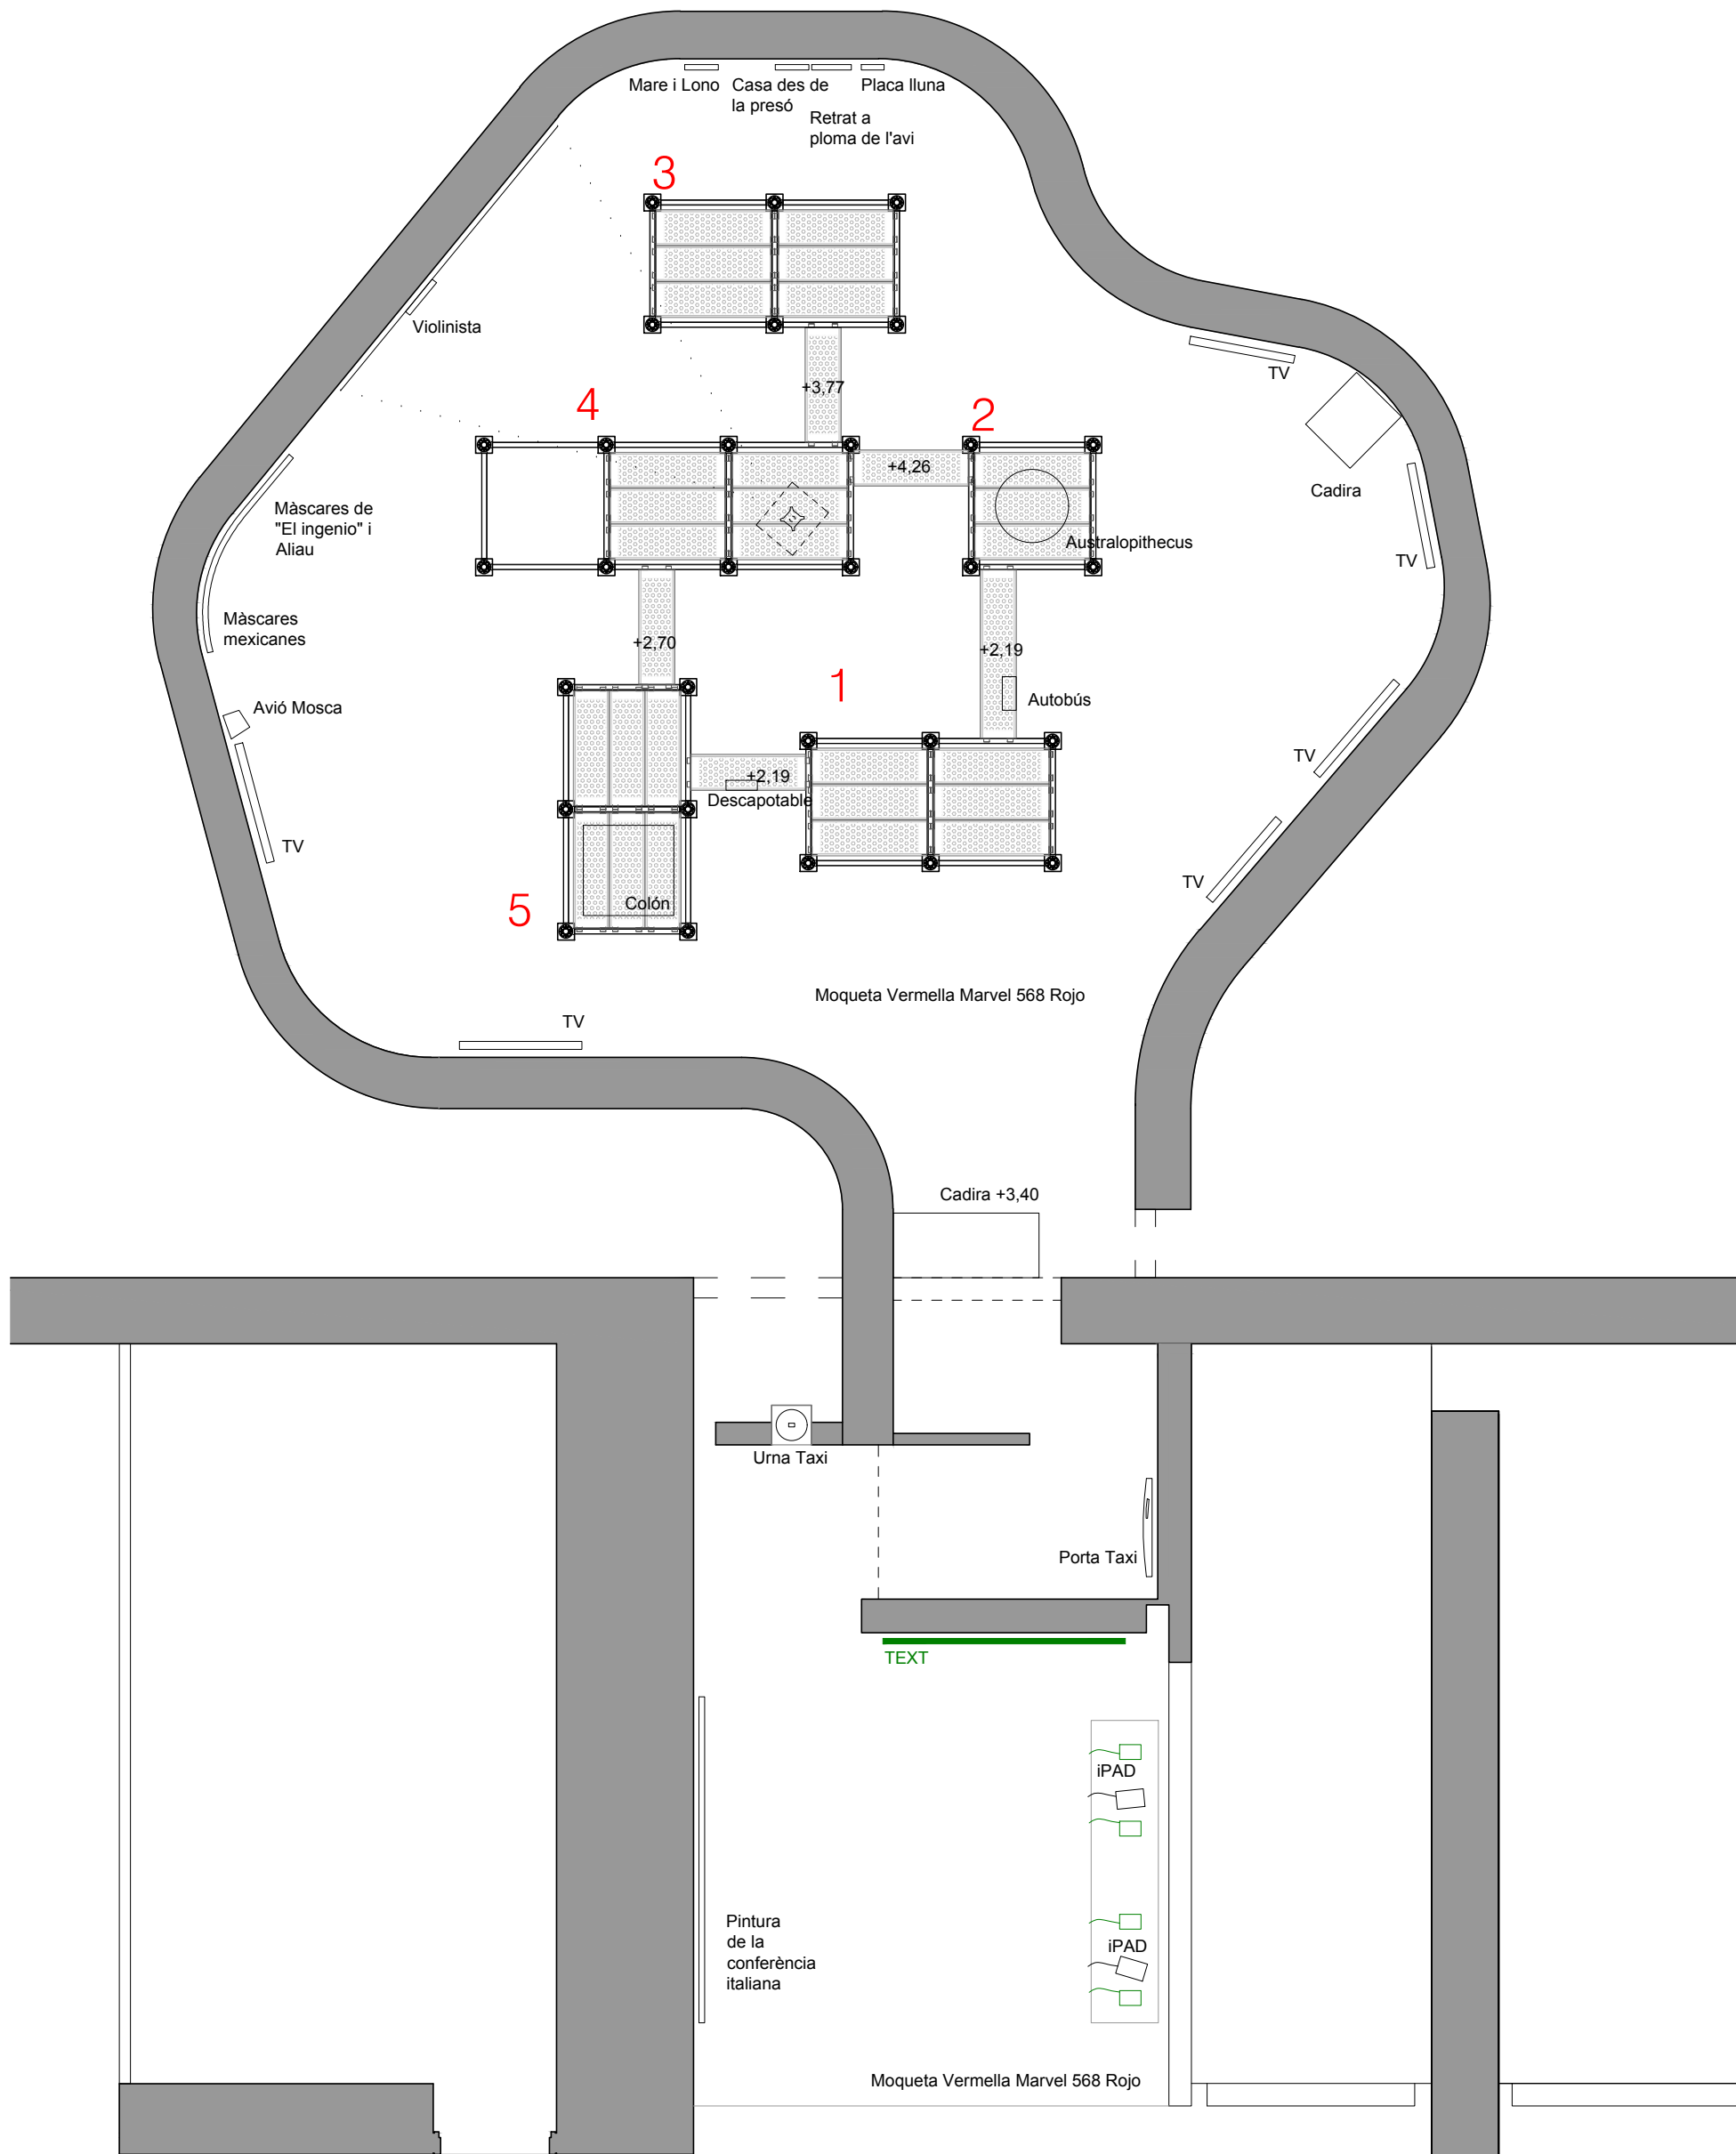 Mare i Lono
Casa des de
la presó
Placa lluna
Retrat a
ploma de l'avi
3
Violinista
+3,77
TV
4
2
+4,26
Cadira
Màscares de
"El ingenio" i
Aliau
Australopithecus
TV
Màscares
mexicanes
+2,70
+2,19
1
Avió Mosca
Autobús
TV
+2,19
Descapotable
TV
TV
5
Colón
Moqueta Vermella Marvel 568 Rojo
TV
Cadira +3,40
Urna Taxi
Porta Taxi
TEXT
iPAD
Pintura
de la
conferència
italiana
iPAD
Moqueta Vermella Marvel 568 Rojo